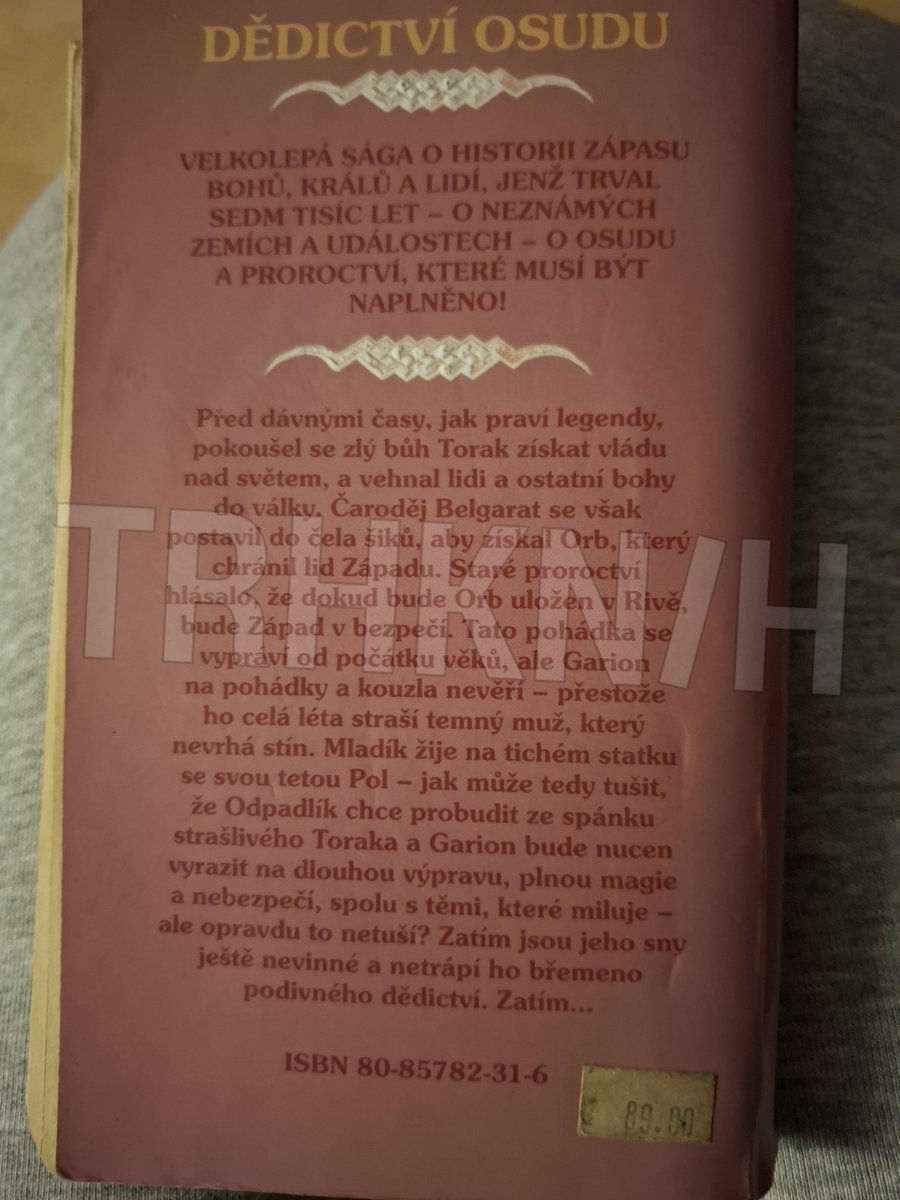 DĚDICTVÍ OSUDU
VELKOLEPÁ SÁGA O HISTORII ZÁPASU
BOHŮ, KRÁLŮ A LIDÍ, JENŽ TRVAL
SEDM TISÍC LET – O NEZNÁMÝCH
ZEMÍCH A UDÁLOSTECH – O OSUDU
A PROROCTVÍ, KTERÉ MUSÍ BÝT
NAPLNĚNO!
Před dávnými časy, jak praví legendy,
pokoušel se zlý bůh Torak získat vládu
nad světem, a vehnal lidi a ostatní bohy
do války. Čaroděj Belgarat se však
postavil do čela šiků, aby získal Orb, který
chránil lid Západu. Staré proroctví
hlásalo, že dokud bude Orb uložen v Rivě,
bude Západ v bezpečí. Tato pohádka se
vypráví od počátku věků, ale Garion
na pohádky a kouzla nevěří – přestože
ho celá léta straší temný muž, který
nevrhá stín. Mladík žije na tichém statku
se svou tetou Pol – jak může tedy tušit,
že Odpadlík chce probudit ze spánku
strašlivého Toraka a Garion bude nucen
vyrazit na dlouhou výpravu, plnou magie
a nebezpečí, spolu s těmi, které miluje –
ale opravdu to netuší? Zatím jsou jeho sny
ještě nevinné a netrápí ho břemeno
podivného dědictví. Zatím...
ISBN 80-85782-31-6
89.00
TRHKN/H